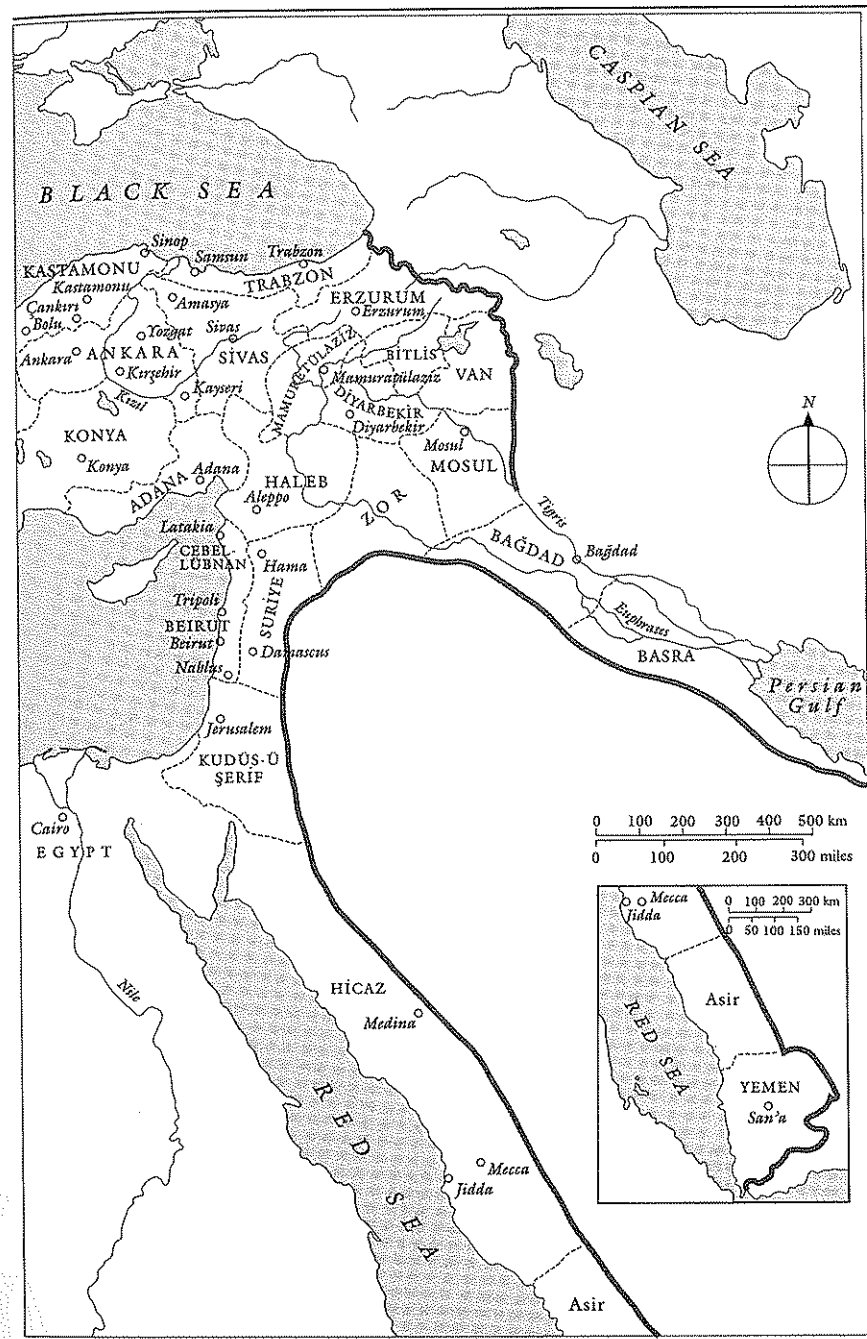 CASPIAN SEA
BLACK SEA
Sinop
Samsun
Trabzon
KASTAMONU
Kastamonu
TRABZON
Çankırı
Bolu
Amasya
ERZURUM
Erzurum
Yozgat
Sivas
Ankara
ANKARA
SİVAS
MAMURETÜLAZİZ
BİTLİS
VAN
Kırşehir
Mamuratülaziz
Kayseri
Kızıl
DİYARBEKİR
Diyarbekir
KONYA
Konya
Mosul
MOSUL
N
ADANA
Adana
HALEB
Aleppo
ZOR
Tigris
Latakia
CEBEL-
LÜBNAN
Hama
BAĞDAD
Bağdad
SURİYE
Tripoli
BEIRUT
Beirut
Damascus
Nablus
Euphrates
BASRA
Persian
Gulf
Jerusalem
KUDÜS-Ü
ŞERİF
Cairo
EGYPT
0 100 200 300 400 500 km
0 100 200 300 miles
Nile
HİCAZ
Medina
RED SEA
Mecca
Jidda
Asir
Mecca
Jidda
0 100 200 300 km
0 50 100 150 miles
Asir
RED SEA
YEMEN
San'a